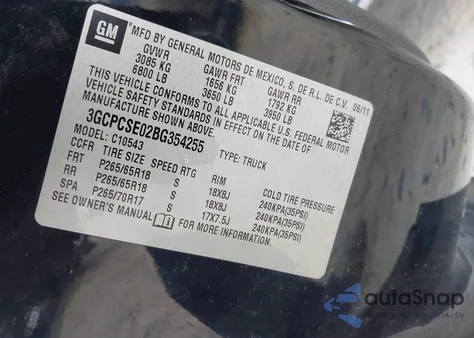 GM
MFD BY GENERAL MOTORS DE MEXICO, S. DE R.L. DE C.V. 06/11
GVWR GAWR FRT GAWR RR
3085 KG 1656 KG 1792 KG
6800 LB 3650 LB 3950 LB
THIS VEHICLE CONFORMS TO ALL APPLICABLE U.S. FEDERAL MOTOR
VEHICLE SAFETY STANDARDS IN EFFECT ON THE DATE OF
MANUFACTURE SHOWN ABOVE.
3GCPCSE02BG354255 TYPE: TRUCK
MODEL: C10543
CC43 TIRE SIZE SPEED RTG RIM COLD TIRE PRESSURE
FRT P265/65R18 S 18X8J 240KPA(35PSI)
RR P265/65R18 S 18X8J 240KPA(35PSI)
SPA P265/70R17 S 17X7.5J 240KPA(35PSI)
SEE OWNER'S MANUAL FOR MORE INFORMATION.
autoSnap